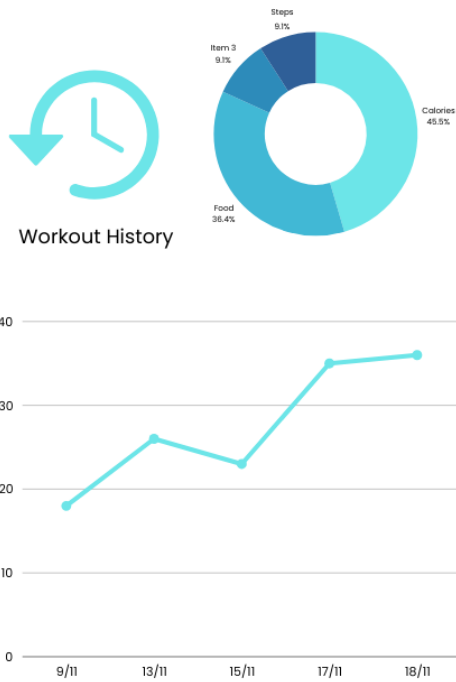 Steps
9.1%
Item 3
9.1%
Calories
45.5%
Food
36.4%
Workout History
40
30
20
10
0
9/11
13/11
15/11
17/11
18/11